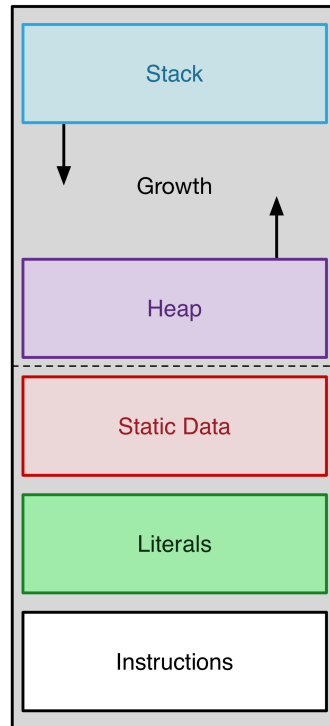 Stack
Growth
Heap
Static Data
Literals
Instructions